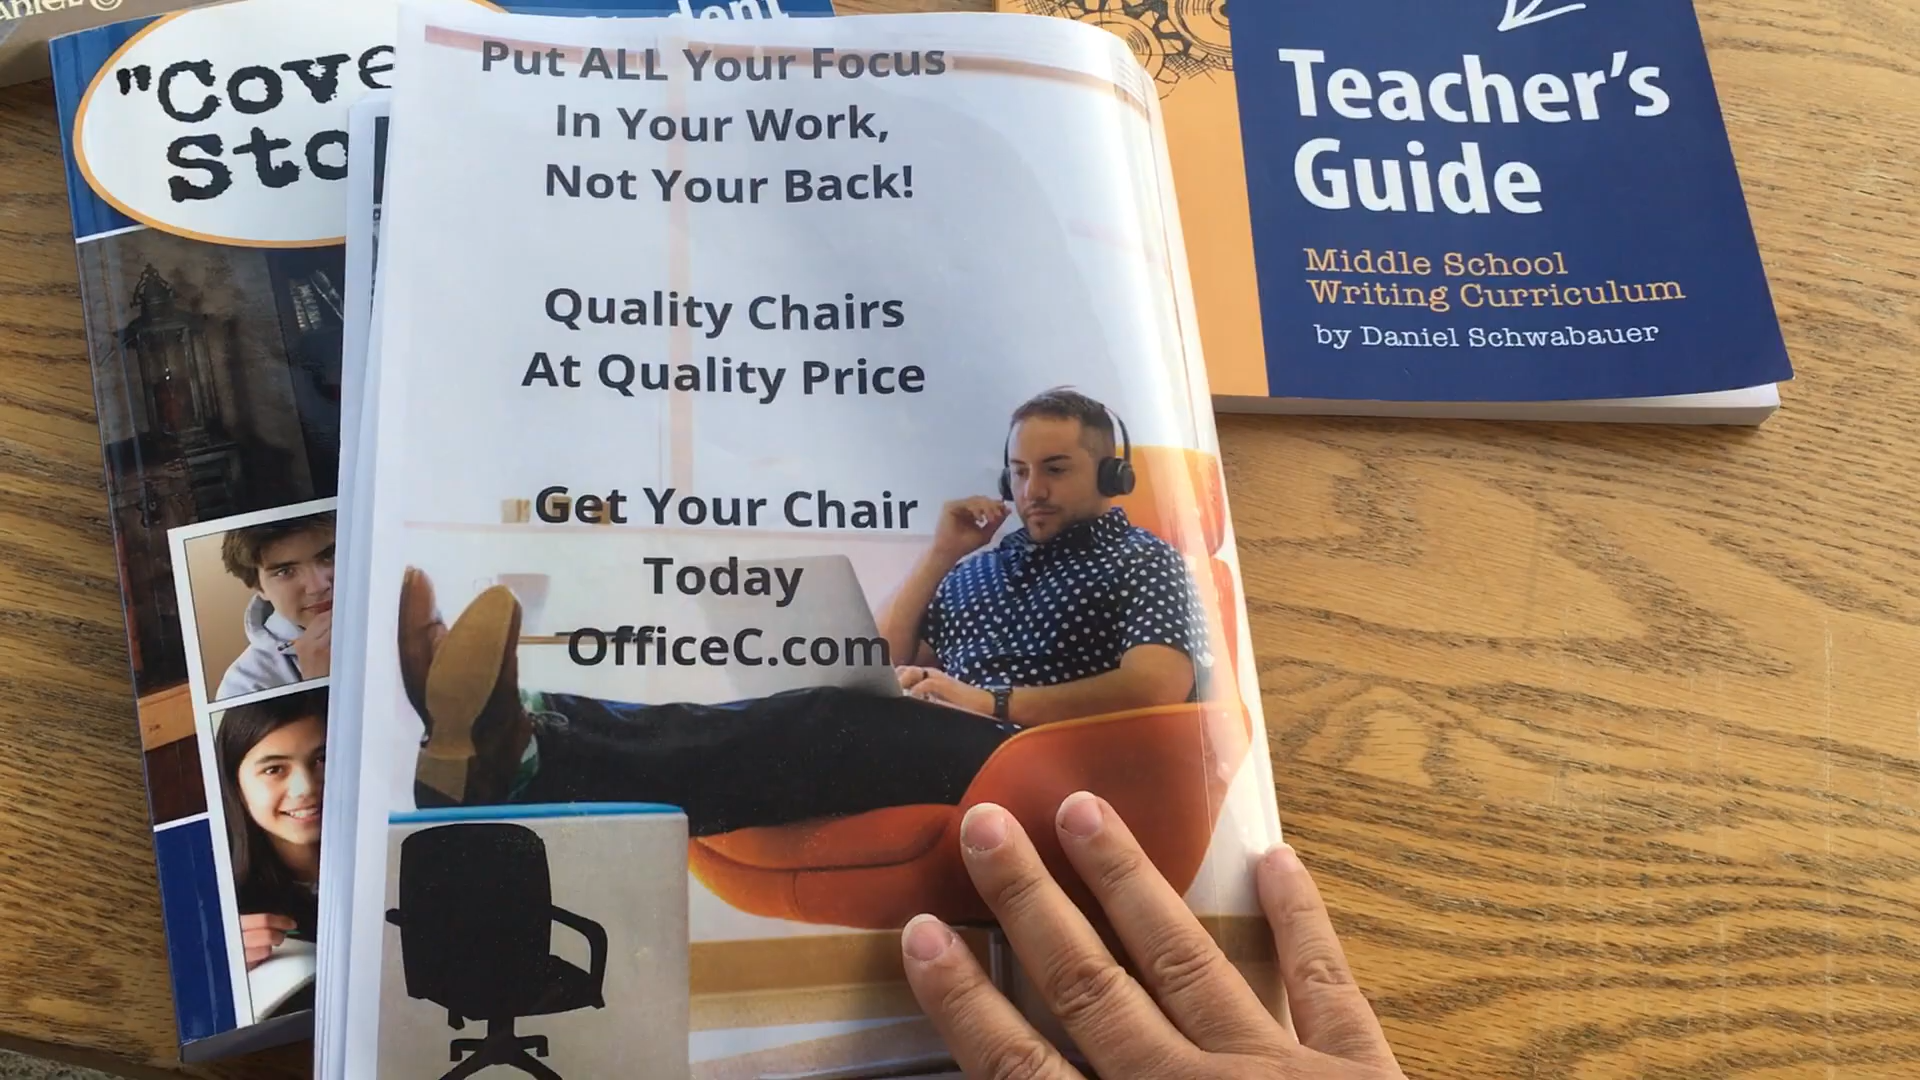 "Cove
Sto
Put ALL Your Focus
In Your Work,
Not Your Back!
Quality Chairs
At Quality Price
Get Your Chair
Today
OfficeC.com
Teacher's
Guide
Middle School
Writing Curriculum
by Daniel Schwabauer